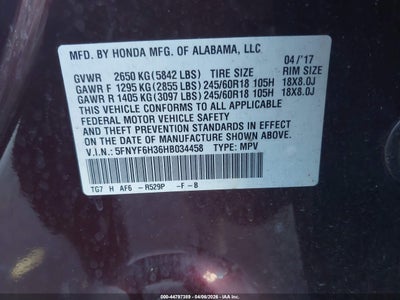 MFD. BY HONDA MFG. OF ALABAMA, LLC
04/'17
GVWR 2650 KG (5842 LBS) TIRE SIZE RIM SIZE
GAWR F 1295 KG (2855 LBS) 245/60R18 105H 18X8.0J
GAWR R 1405 KG (3097 LBS) 245/60R18 105H 18X8.0J
THIS VEHICLE CONFORMS TO ALL APPLICABLE
FEDERAL MOTOR VEHICLE SAFETY
AND THEFT PREVENTION STANDARDS IN EFFECT
ON THE DATE OF MANUFACTURE SHOWN ABOVE.
V.I.N.: 5FNYF6H36HB034458 TYPE: MPV
TG7 H AF6 -R529P -F -8
000-44797369 - 04/06/2026 - IAAI.COM